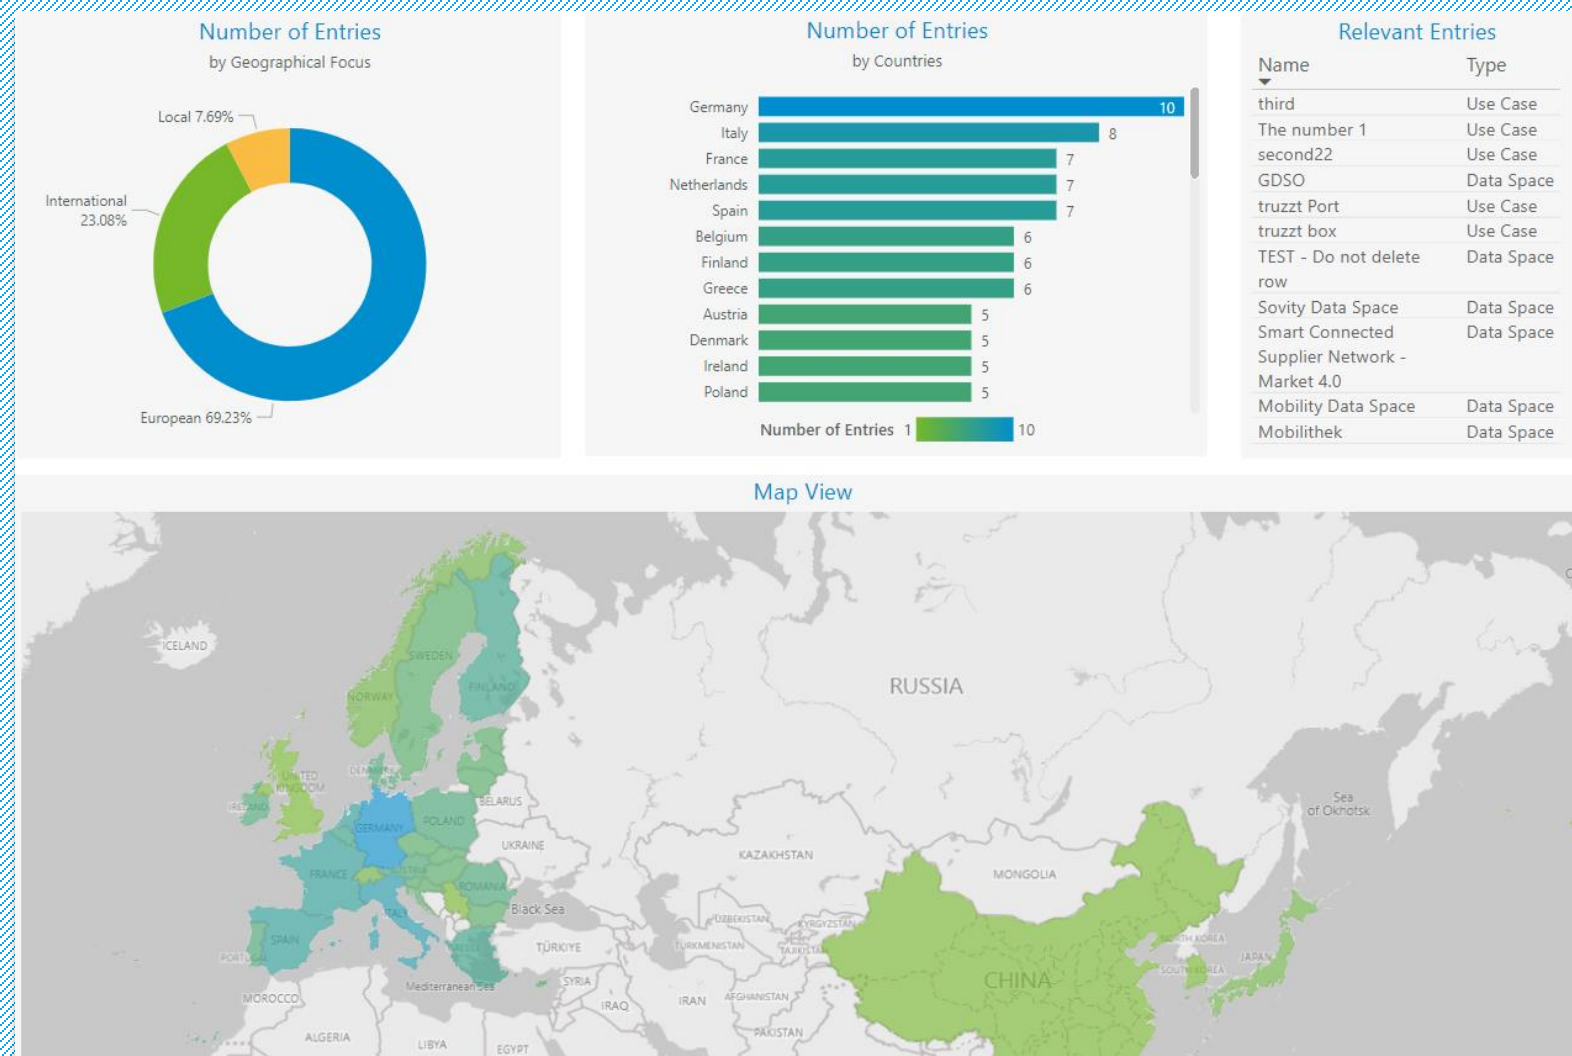 Number of Entries
by Geographical Focus
Local 7.69%
International
23.08%
European 69.23%
Number of Entries
by Countries
Germany 10
Italy 8
France 7
Netherlands 7
Spain 7
Belgium 6
Finland 6
Greece 6
Austria 5
Denmark 5
Ireland 5
Poland 5
Number of Entries 1 10
Relevant Entries
Name Type
third Use Case
The number 1 Use Case
second22 Use Case
GDSO Data Space
truzzt Port Use Case
truzzt box Use Case
TEST - Do not delete Data Space
row
Sovity Data Space Data Space
Smart Connected Data Space
Supplier Network -
Market 4.0
Mobility Data Space Data Space
Mobilithek Data Space
Map View
ICELAND
SWEDEN
FINLAND
RUSSIA
NORWAY
UNITED
KINGDOM
DENMARK
IRELAND
BELARUS
Sea
of Okhotsk
GERMANY
POLAND
UKRAINE
KAZAKHSTAN
MONGOLIA
FRANCE
AUSTRIA
ROMANIA
ITALY
Black Sea
UZBEKISTAN
KYRGYZSTAN
SPAIN
PORTUGAL
GREECE
TÜRKIYE
TURKMENISTAN
TAJIKISTAN
NORTH KOREA
JAPAN
SOUTH KOREA
CHINA
Mediterranean Sea
SYRIA
MOROCCO
IRAQ
IRAN
AFGHANISTAN
ALGERIA
LIBYA
EGYPT
PAKISTAN